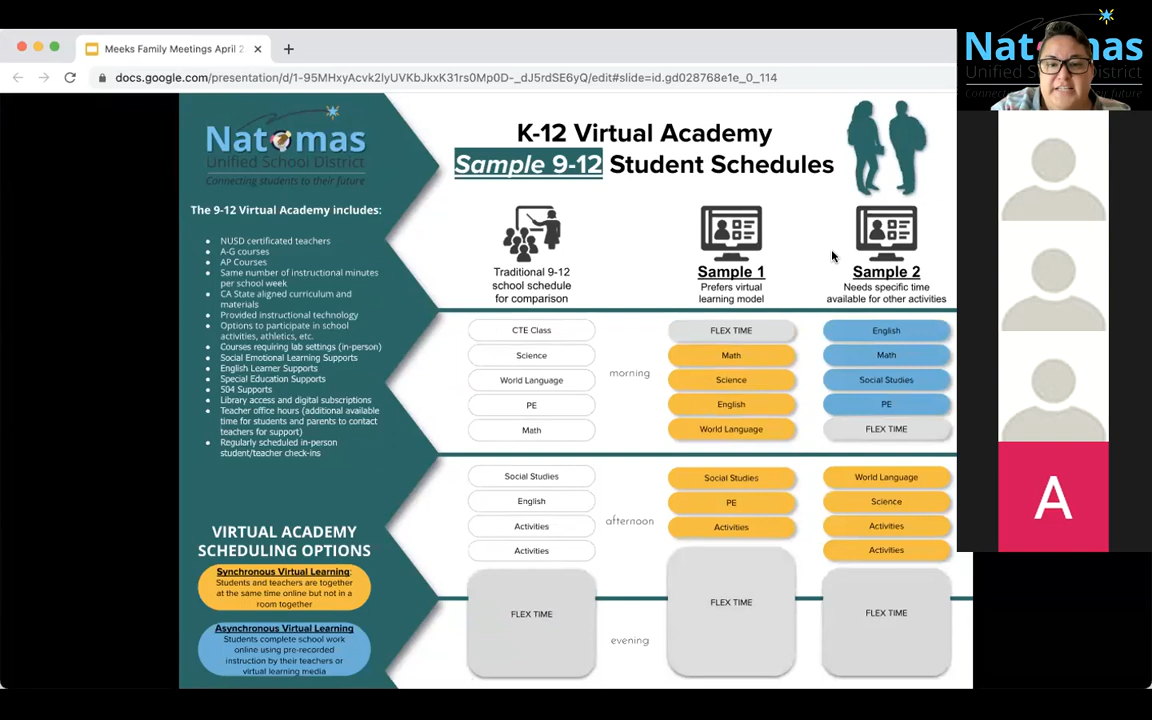 Meeks Family Meetings April 2
docs.google.com/presentation/d/1-95MHxyAcvk2lyUVKbJkxK31rs0Mp0D-_dJ5rdSE6yQ/edit#slide=id.gd028768e1e_0_114
Natomas
Unified School District
Connecting students to their future
The 9-12 Virtual Academy includes:
NUSD certificated teachers
A-G courses
AP Courses
Same number of instructional minutes
per school week
CA State aligned curriculum and
materials
Provided instructional technology
Options to participate in school
activities, athletics, etc.
Courses requiring lab settings (in-person)
Social Emotional Learning Supports
English Learner Supports
Special Education Supports
504 Supports
Library access and digital subscriptions
Teacher office hours (additional available
time for students and parents to contact
teachers for support)
Regularly scheduled in-person
student/teacher check-ins
VIRTUAL ACADEMY
SCHEDULING OPTIONS
Synchronous Virtual Learning:
Students and teachers are together
at the same time online but not in a
room together
Asynchronous Virtual Learning
Students complete school work
online using pre-recorded
instruction by their teachers or
virtual learning media
K-12 Virtual Academy
Sample 9-12 Student Schedules
Traditional 9-12
school schedule
for comparison
Sample 1
Prefers virtual
learning model
Sample 2
Needs specific time
available for other activities
CTE Class
Science
World Language
PE
Math
morning
FLEX TIME
Math
Science
English
World Language
English
Math
Social Studies
PE
FLEX TIME
Social Studies
English
Activities
Activities
afternoon
Social Studies
PE
Activities
World Language
Science
Activities
Activities
FLEX TIME
evening
FLEX TIME
FLEX TIME
Natomas
Unified School District
A